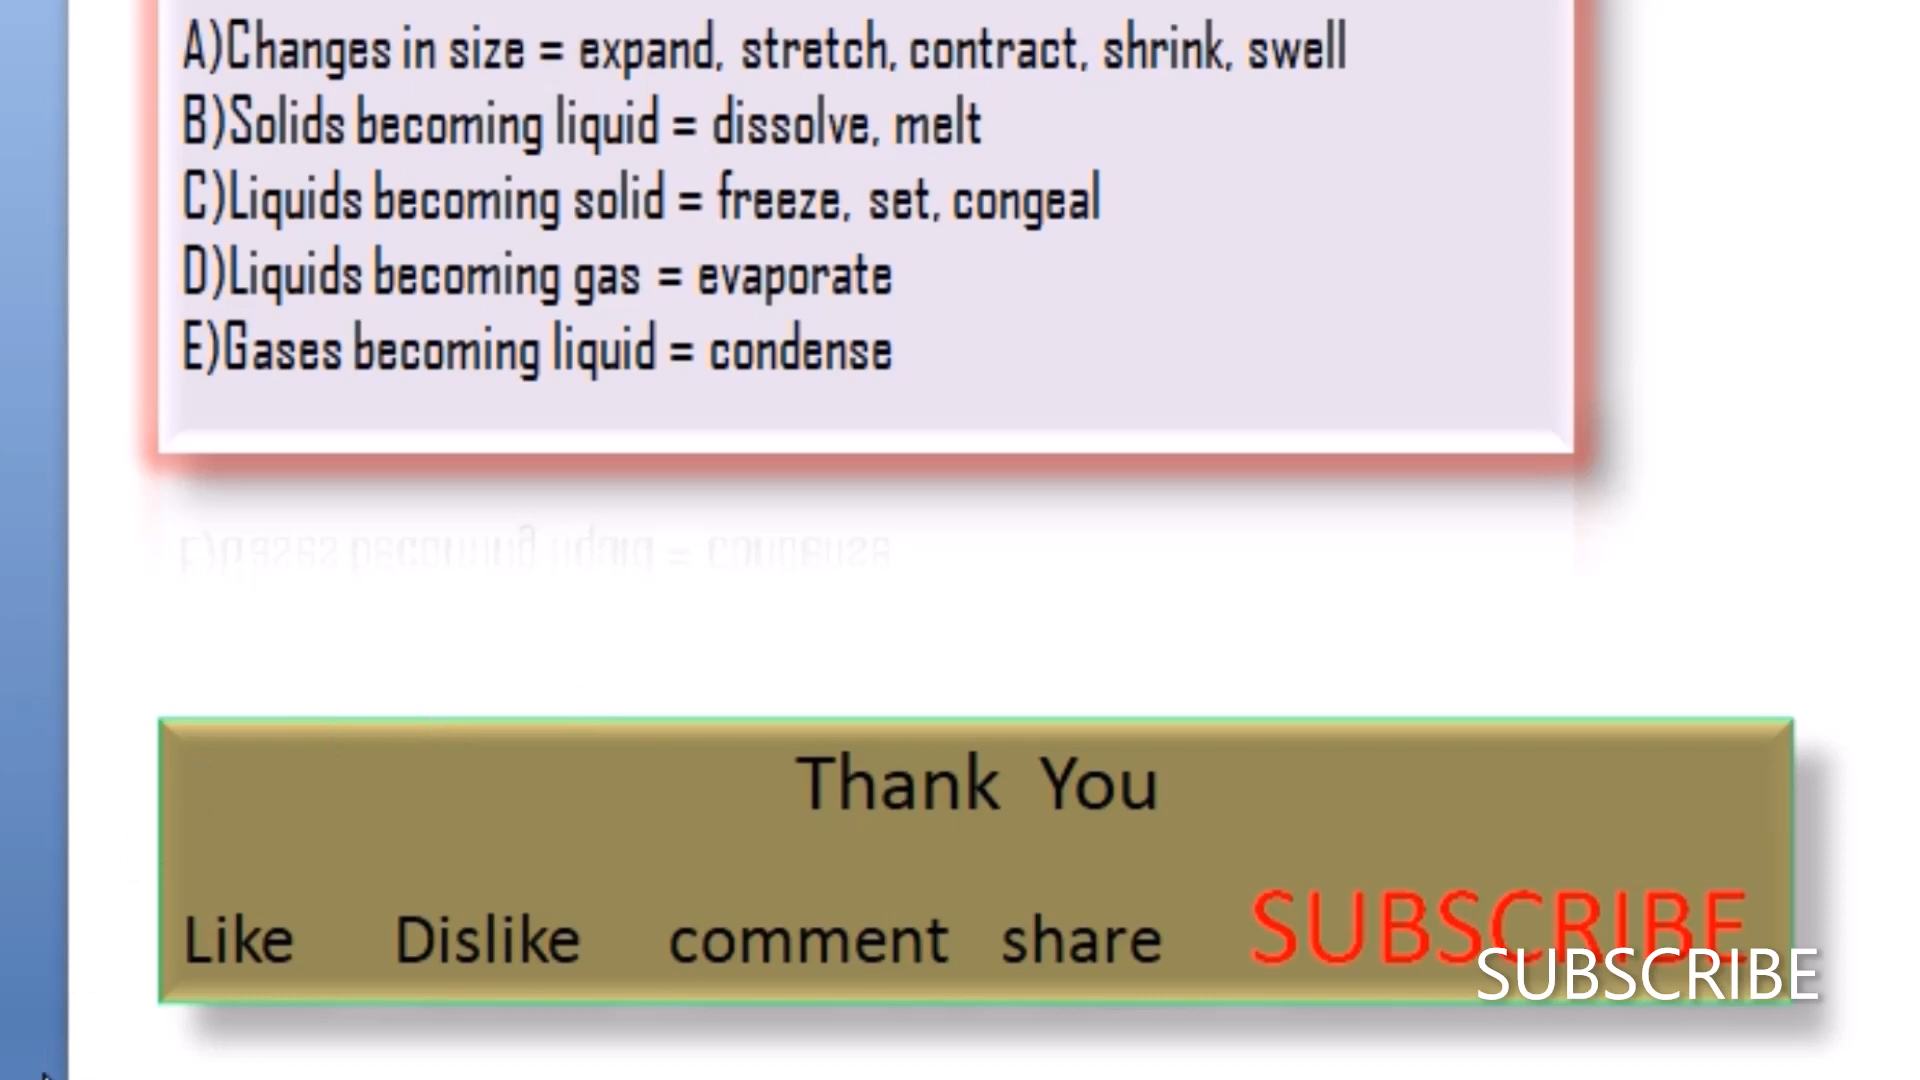 A)Changes in size = expand, stretch, contract, shrink, swell
B)Solids becoming liquid = dissolve, melt
C)Liquids becoming solid = freeze, set, congeal
D)Liquids becoming gas = evaporate
E)Gases becoming liquid = condense
Thank You
Like Dislike comment share SUBSCRIBE
SUBSCRIBE